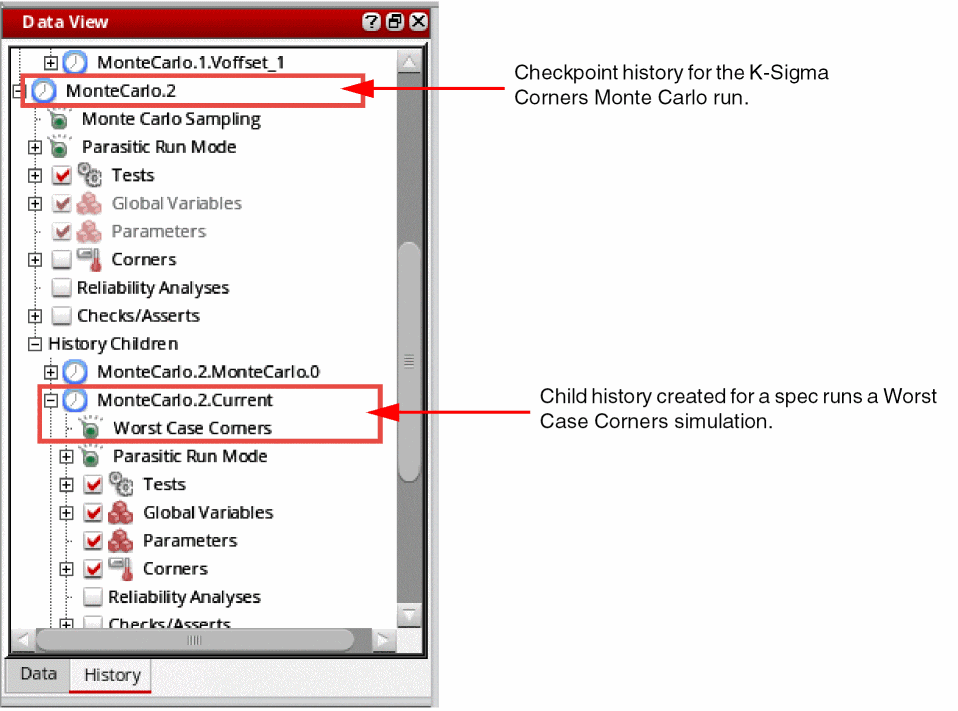 Data View
MonteCarlo.1.Voffset_1
MonteCarlo.2
Monte Carlo Sampling
Parasitic Run Mode
Tests
Global Variables
Parameters
Corners
Reliability Analyses
Checks/Asserts
History Children
MonteCarlo.2.MonteCarlo.0
MonteCarlo.2.Current
Worst Case Corners
Parasitic Run Mode
Tests
Global Variables
Parameters
Corners
Reliability Analyses
Checks/Asserts
Data
History
Checkpoint history for the K-Sigma
Corners Monte Carlo run.
Child history created for a spec runs a Worst
Case Corners simulation.